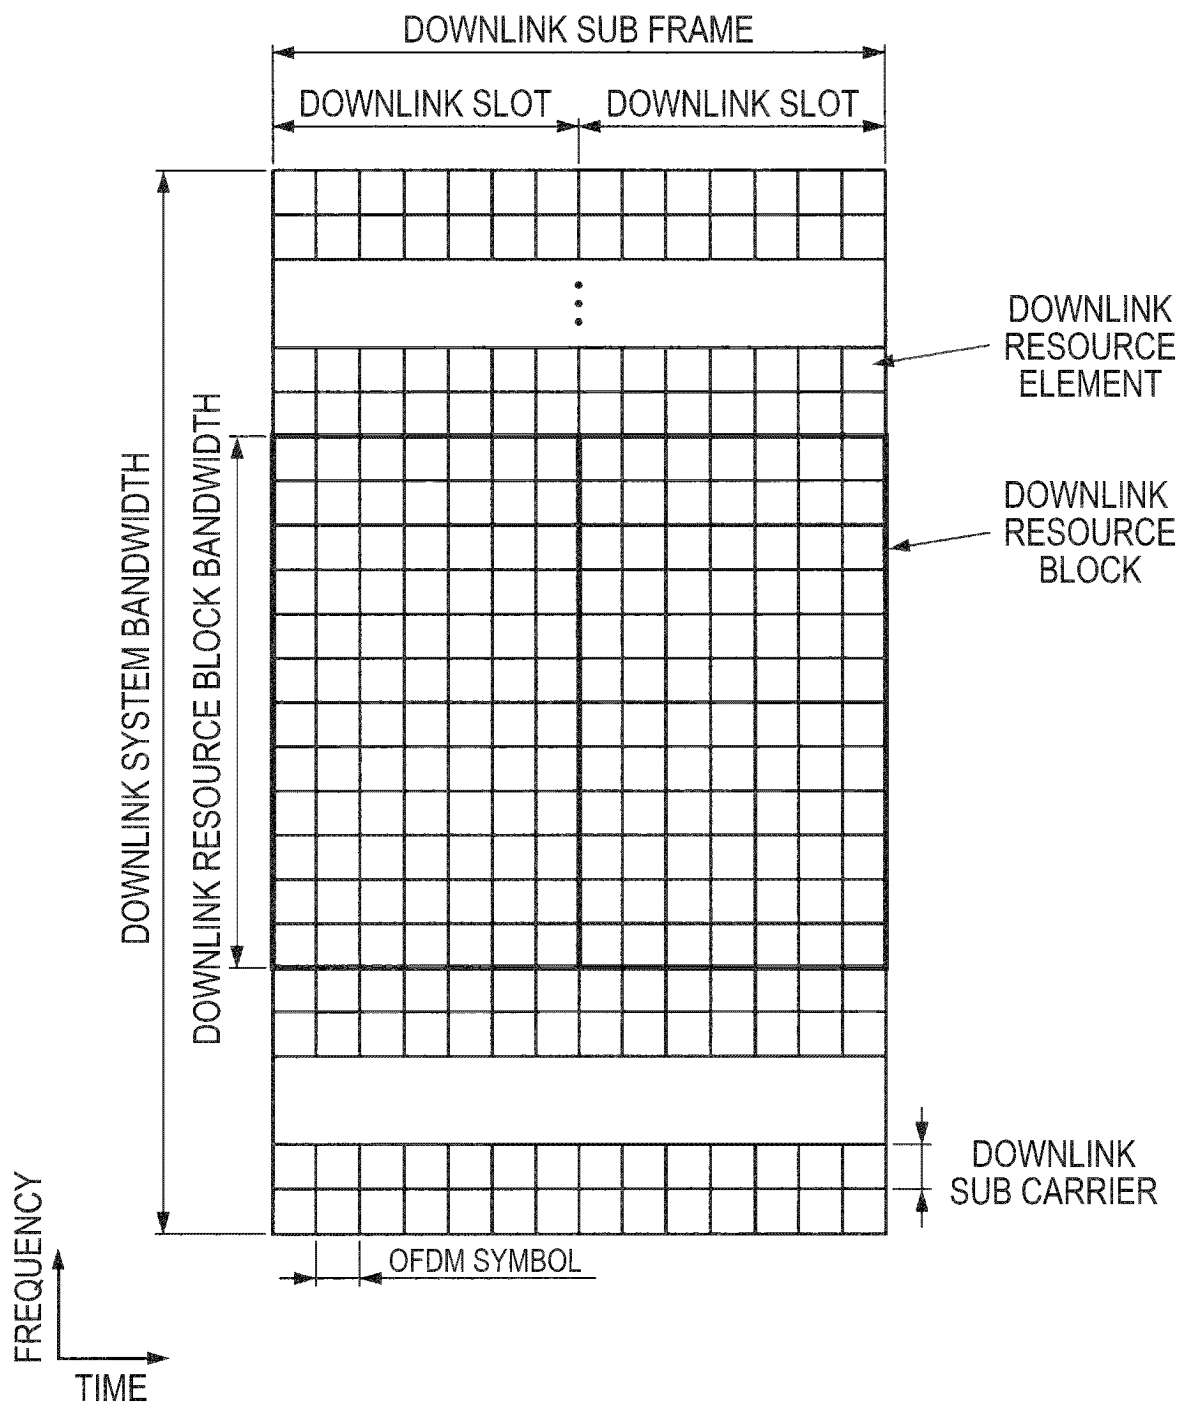 DOWNLINK SUB FRAME
DOWNLINK SLOT
DOWNLINK SLOT
DOWNLINK
RESOURCE
ELEMENT
DOWNLINK SYSTEM BANDWIDTH
DOWNLINK RESOURCE BLOCK BANDWIDTH
DOWNLINK
RESOURCE
BLOCK
DOWNLINK
SUB CARRIER
OFDM SYMBOL
FREQUENCY
TIME